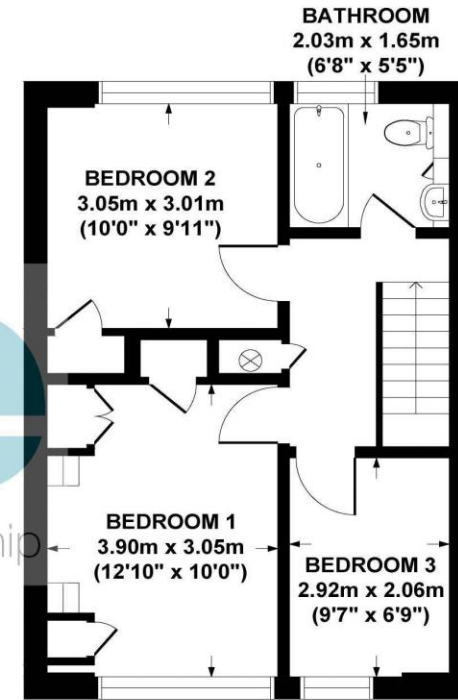 BATHROOM
2.03m x 1.65m
(6'8" x 5'5")
BEDROOM 2
3.05m x 3.01m
(10'0" x 9'11")
BEDROOM 1
3.90m x 3.05m
(12'10" x 10'0")
BEDROOM 3
2.92m x 2.06m
(9'7" x 6'9")